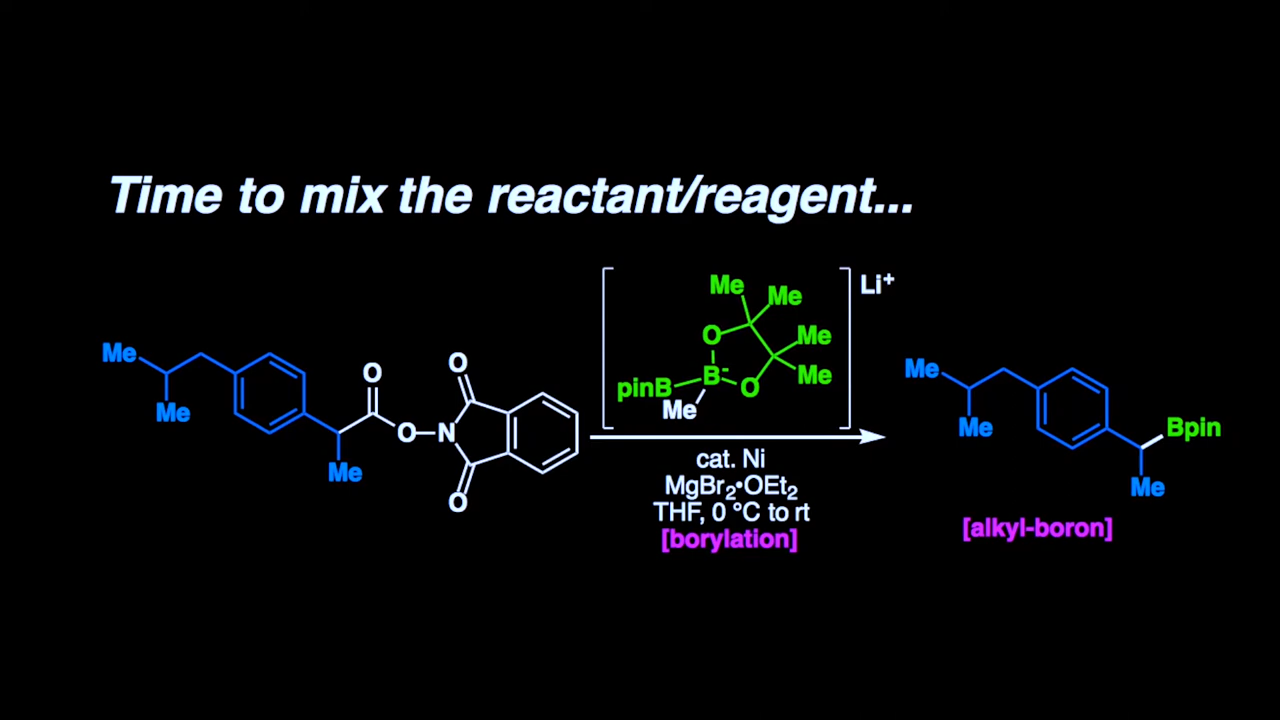 Time to mix the reactant/reagent...
Me
Me
Me
O
O
N
O
O
pinB
Me
B-
O
O
Me
Me
Me
Me
Li+
cat. Ni
MgBr2•OEt2
THF, 0 °C to rt
[borylation]
Me
Me
Bpin
Me
[alkyl-boron]